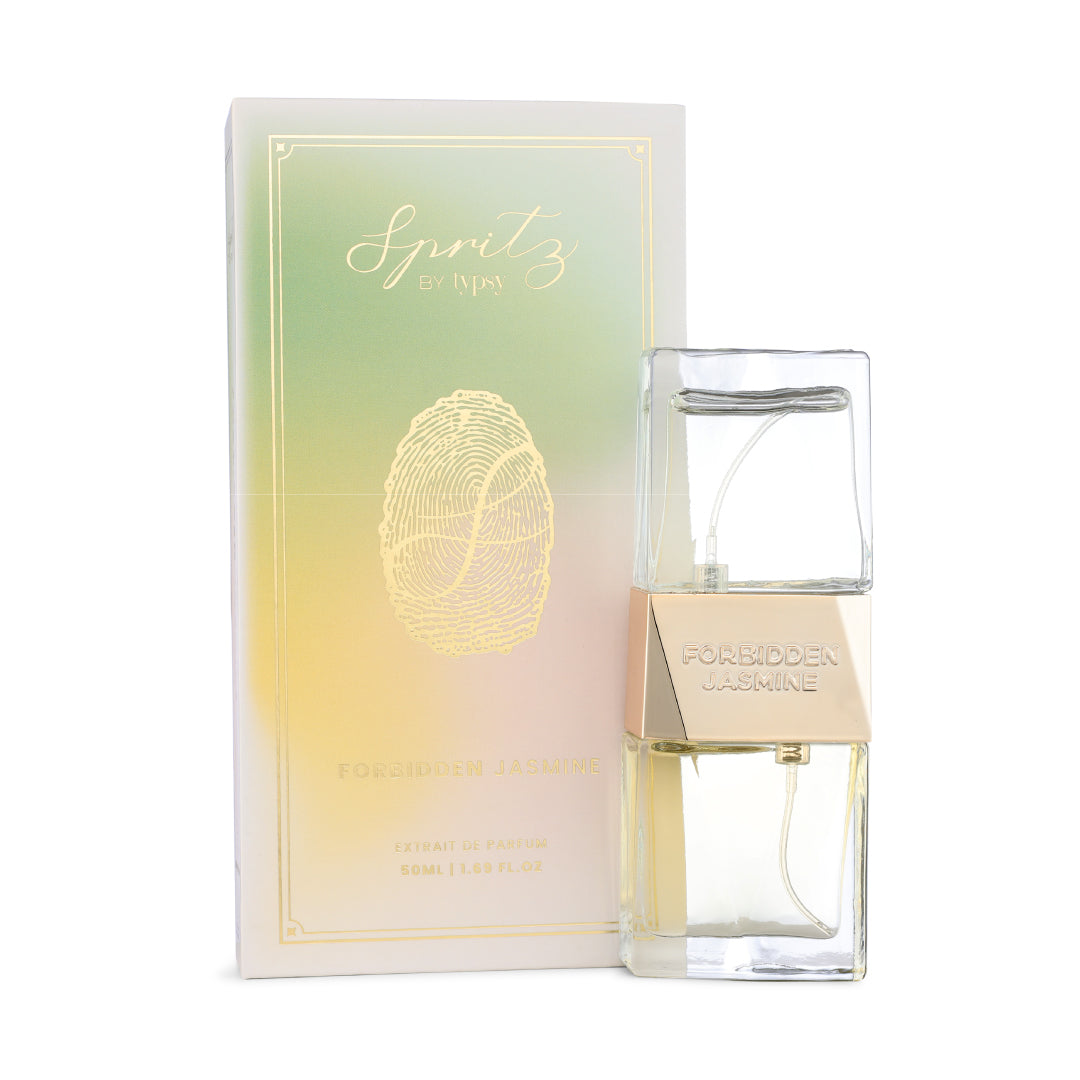 Spritz
BY typsy
FORBIDDEN JASMINE
EXTRAIT DE PARFUM
50ML | 1.69 FL.OZ
FORBIDDEN
JASMINE